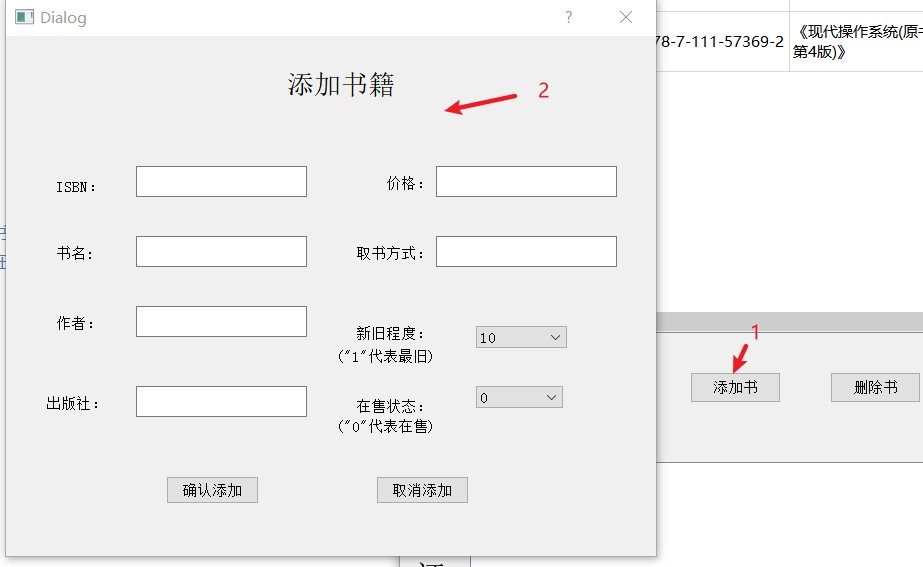 Dialog
?
78-7-111-57369-2
《现代操作系统(原书
第4版)》
添加书籍
2
ISBN：
价格：
书名：
取书方式：
作者：
新旧程度：
("1"代表最旧)
10
1
添加书
删除书
出版社：
在售状态：
("0"代表在售)
0
确认添加
取消添加